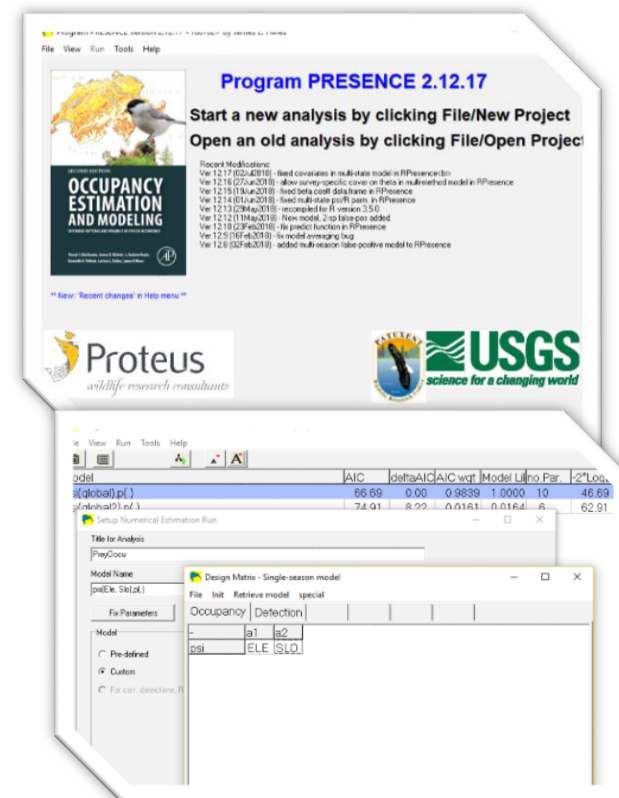 File View Run Tools Help
Program PRESENCE 2.12.17
Start a new analysis by clicking File/New Project
Open an old analysis by clicking File/Open Project
SECOND EDITION
OCCUPANCY
ESTIMATION
AND MODELING
Recent Modifications:
Ver 12.17 (02Jul2018) - fixed covariates in multi-state model in RPresence<b>
Ver 12.16 (27Jun2018) - allow survey-specific cover on theta in multi-method model in RPresence
Ver 12.15 (19Jun2018) - fixed beta coeff data.frame in RPresence
Ver 12.14 (01Jun2018) - fixed multi-state psi/R parm. in RPresence
Ver 12.13 (29May2018) - recompiled for R version 3.5.0
Ver 12.12 (11May2018) - New model, 2-sp false-pos added.
Ver 12.10 (23Feb2018) - fix predict function in RPresence
Ver 12.9 (16Feb2018) - fix model averaging bug
Ver 12.8 (02Feb2018) - added multi-season false-positive model to RPresence
** New: 'Recent changes' in Help menu **
Proteus
wildlife research consultants
USGS
science for a changing world
View Run Tools Help
AIC deltaAIC AIC wgt Model Lik no.Par. -2*Log
(global),p(.) 66.69 0.00 0.9839 1.0000 10 46.69
(global2),p(.) 74.91 8.22 0.0161 0.0164 6 62.91
Setup Numerical Estimation Run
Title for Analysis
PreyOccu
Model Name
psi(Ele, Slo),p(.)
Fix Parameters
Model
Pre-defined
Custom
For corr. detections,
Design Matrix - Single-season model
File Init Retrieve model special
Occupancy Detection
- a1 a2
psi ELE SLO